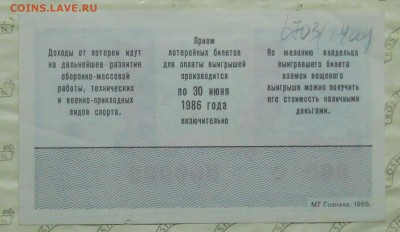 COINS.LAVE.RU
Доходы от лотереи идут
на дальнейшее развитие
оборонно-массовой
работы, технических
и военно-прикладных
видов спорта.
Прием
лотерейных билетов
для оплаты выигрышей
производится
по 30 июня
1986 года
включительно
По желанию владельца
выигравшего билета
взамен вещевого
выигрыша можно получить
его стоимость наличными
деньгами.
МТ Гознака. 1985.